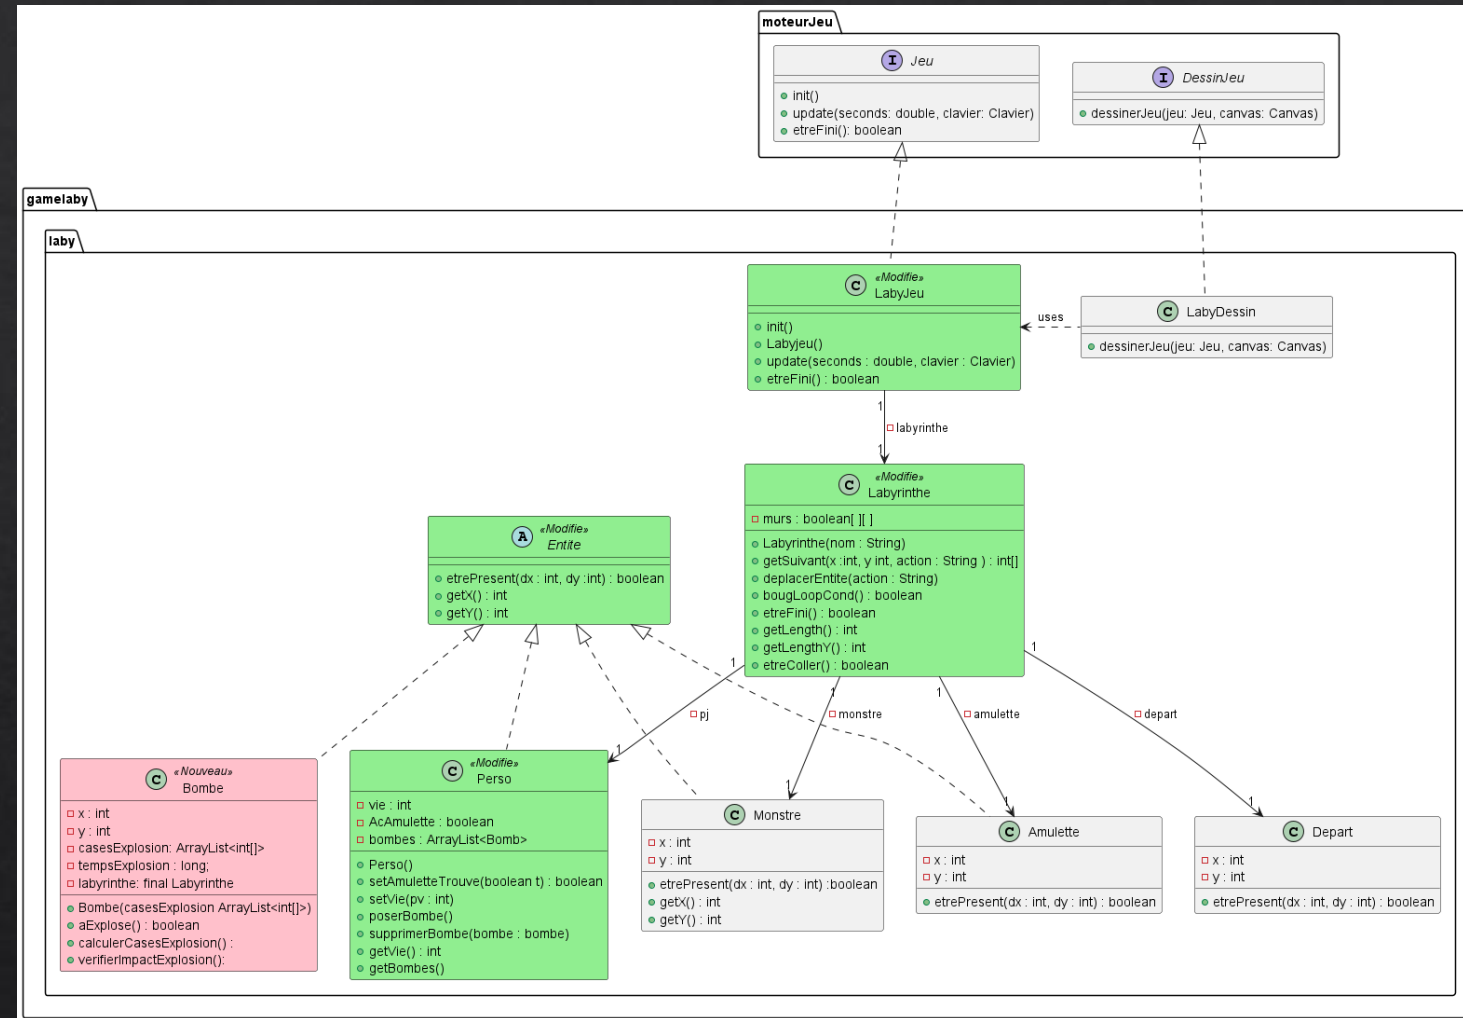 moteurJeu
I Jeu
init()
update(seconds: double, clavier: Clavier)
etreFini(): boolean
I DessinJeu
dessinerJeu(jeu: Jeu, canvas: Canvas)
gamelaby
laby
C «Modifie»
LabyJeu
init()
Labyjeu()
update(seconds : double, clavier : Clavier)
etreFini() : boolean
uses
C LabyDessin
dessinerJeu(jeu: Jeu, canvas: Canvas)
1
labyrinthe
1
C «Modifie»
Labyrinthe
murs : boolean[ ][ ]
Labyrinthe(nom : String)
getSuivant(x :int, y int, action : String ) : int[]
deplacerEntite(action : String)
bougLoopCond() : boolean
etreFini() : boolean
getLength() : int
getLengthY() : int
etreColler() : boolean
A «Modifie»
Entite
etrePresent(dx : int, dy :int) : boolean
getX() : int
getY() : int
1
pj
1
1
monstre
1
1
amulette
1
1
depart
1
C «Nouveau»
Bombe
x : int
y : int
casesExplosion: ArrayList<int[]>
tempsExplosion : long;
labyrinthe: final Labyrinthe
Bombe(casesExplosion ArrayList<int[]>)
aExplose() : boolean
calculerCasesExplosion() :
verifierImpactExplosion():
C «Modifie»
Perso
vie : int
AcAmulette : boolean
bombes : ArrayList<Bomb>
Perso()
setAmuletteTrouve(boolean t) : boolean
setVie(pv : int)
poserBombe()
supprimerBombe(bombe : bombe)
getVie() : int
getBombes()
C Monstre
x : int
y : int
etrePresent(dx : int, dy : int) :boolean
getX() : int
getY() : int
C Amulette
x : int
y : int
etrePresent(dx : int, dy : int) : boolean
C Depart
x : int
y : int
etrePresent(dx : int, dy : int) : boolean